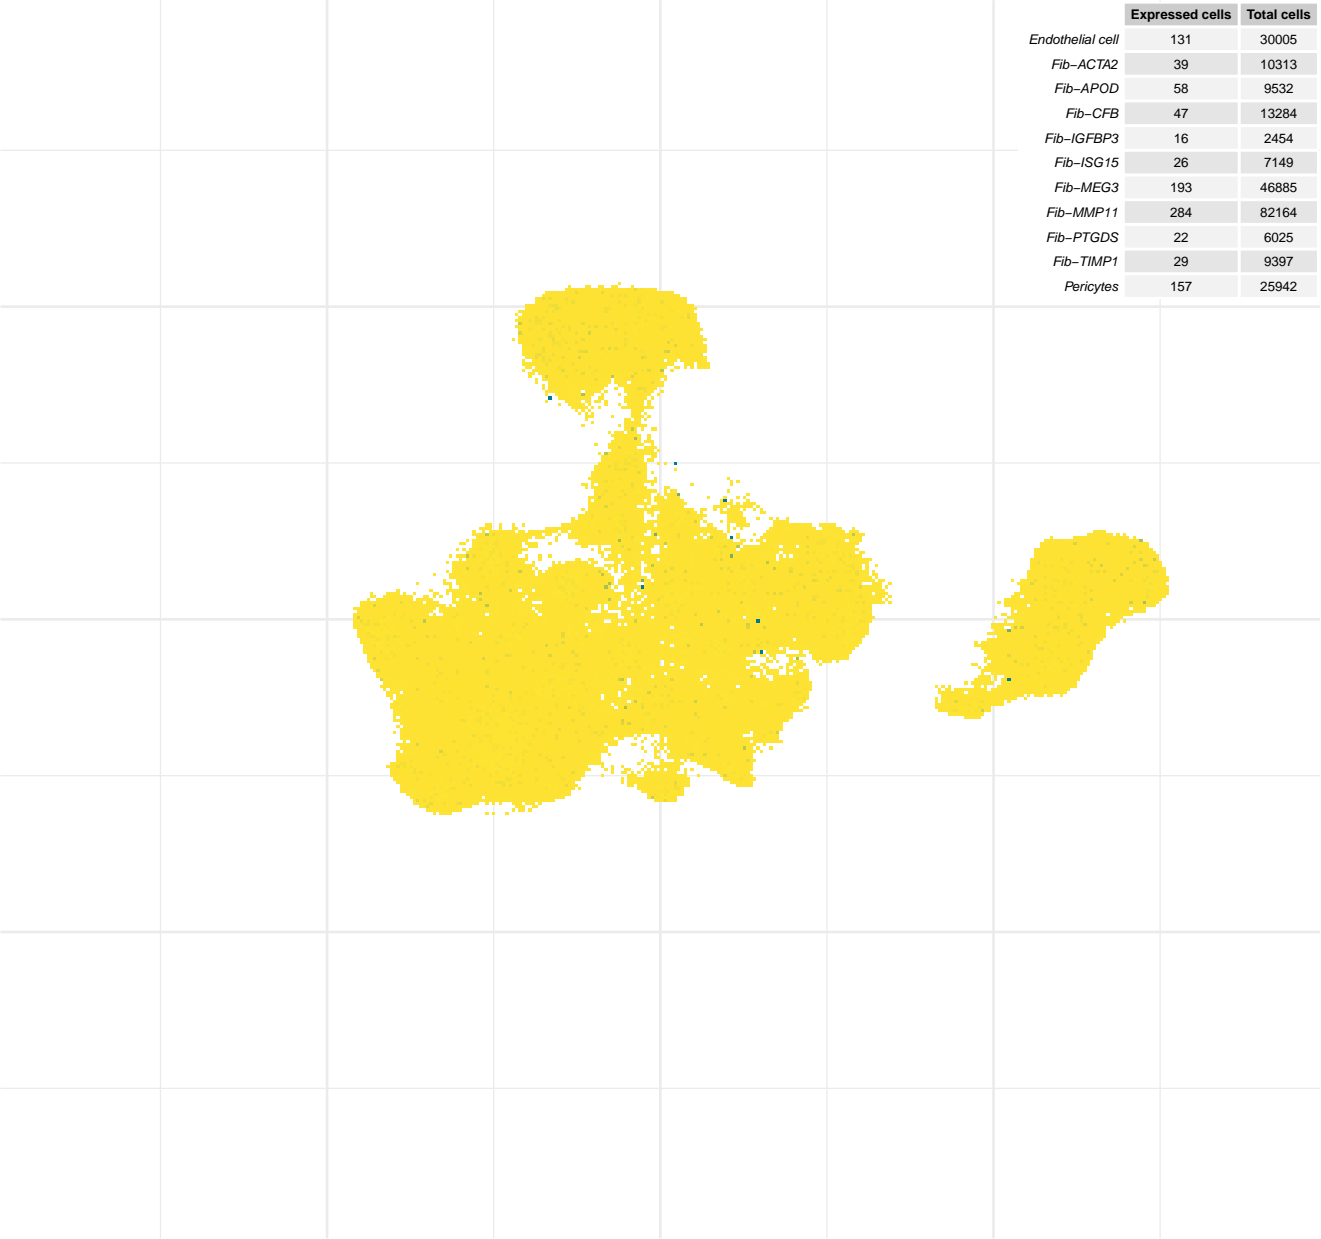 Expressed cells Total cells
Endothelial cell 131 30005
Fib−ACTA2 39 10313
Fib−APOD 58 9532
Fib−CFB 47 13284
Fib−IGFBP3 16 2454
Fib−ISG15 26 7149
Fib−MEG3 193 46885
Fib−MMP11 284 82164
Fib−PTGDS 22 6025
Fib−TIMP1 29 9397
Pericytes 157 25942